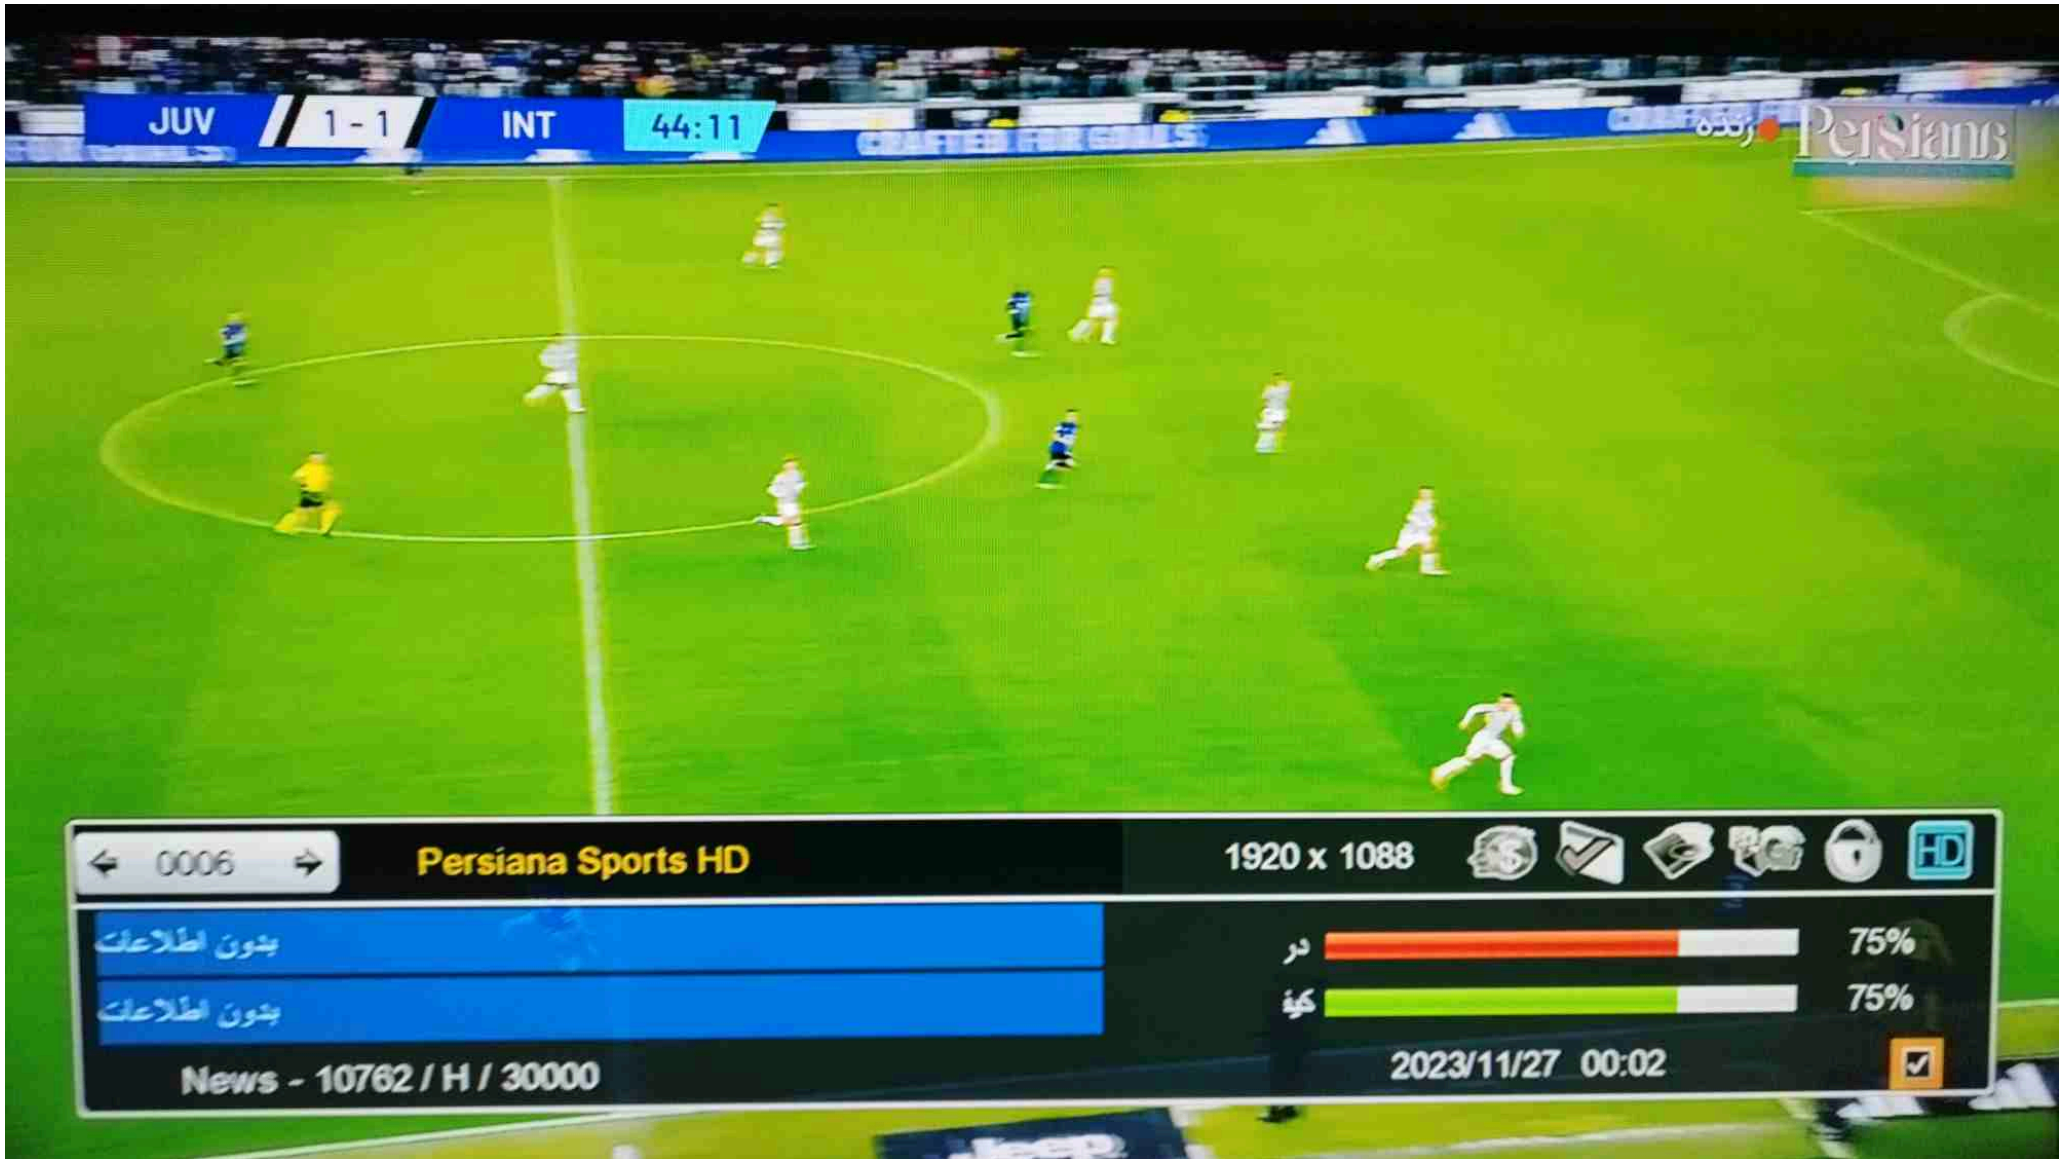 JUV 1 - 1 INT 44:11
CRAFTED FOR GOALS
زنده
Persiana
0006 Persiana Sports HD 1920 x 1088 HD
بدون اطلاعات
در 75%
بدون اطلاعات
كيف 75%
News - 10762 / H / 30000
2023/11/27 00:02
Jeep